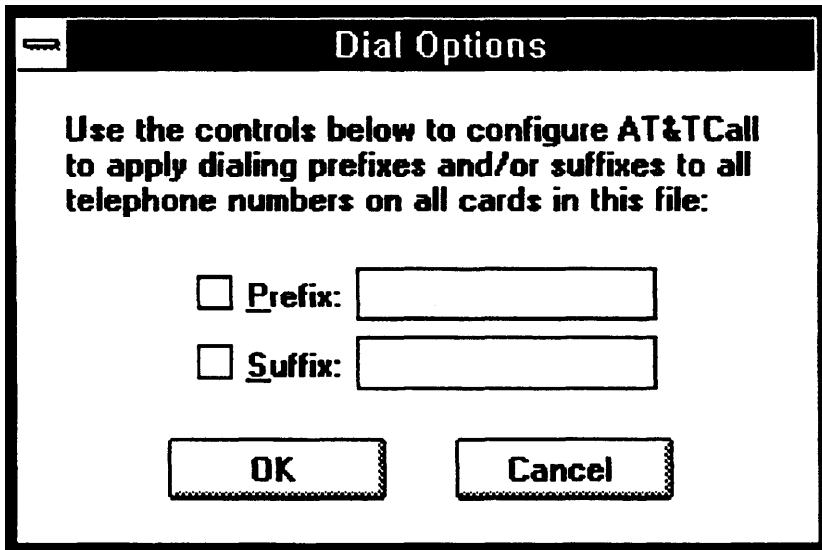 Dial Options
Use the controls below to configure AT&TCall
to apply dialing prefixes and/or suffixes to all
telephone numbers on all cards in this file:
Prefix:
Suffix:
OK
Cancel